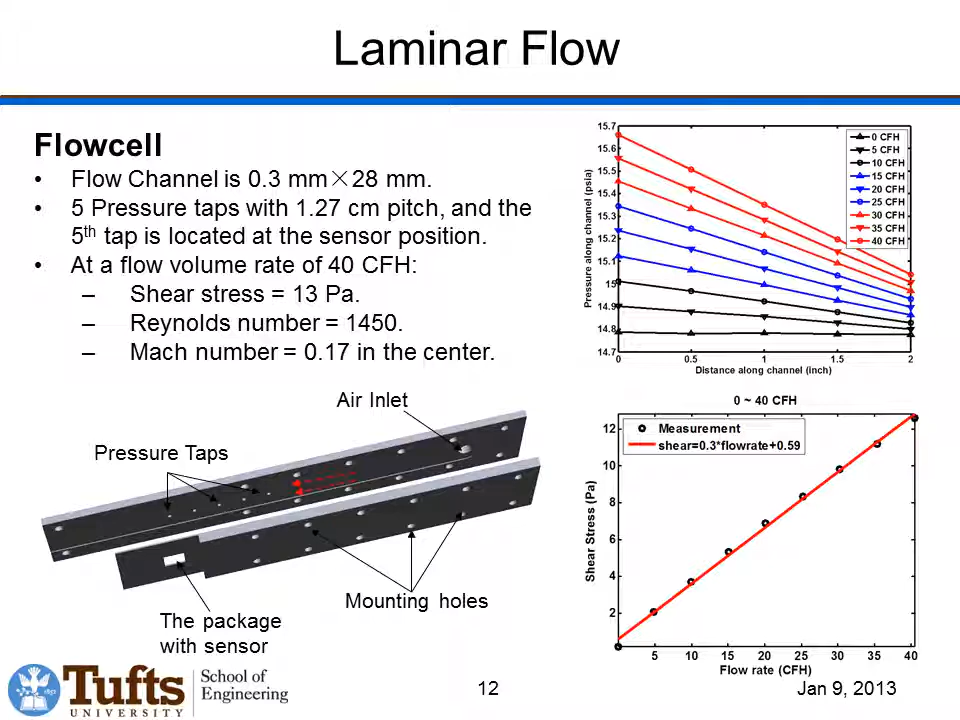 Laminar Flow
Flowcell
• Flow Channel is 0.3 mm×28 mm.
• 5 Pressure taps with 1.27 cm pitch, and the
5th tap is located at the sensor position.
• At a flow volume rate of 40 CFH:
– Shear stress = 13 Pa.
– Reynolds number = 1450.
– Mach number = 0.17 in the center.
Air Inlet
Pressure Taps
Mounting holes
The package
with sensor
Pressure along channel (psia)
15.7
15.6
15.5
15.4
15.3
15.2
15.1
15
14.9
14.8
14.7
0 0.5 1 1.5 2
Distance along channel (inch)
0 CFH
5 CFH
10 CFH
15 CFH
20 CFH
25 CFH
30 CFH
35 CFH
40 CFH
0 ~ 40 CFH
Measurement
shear=0.3*flowrate+0.59
Shear Stress (Pa)
12
10
8
6
4
2
5 10 15 20 25 30 35 40
Flow rate (CFH)
Tufts
UNIVERSITY
School of
Engineering
12
Jan 9, 2013